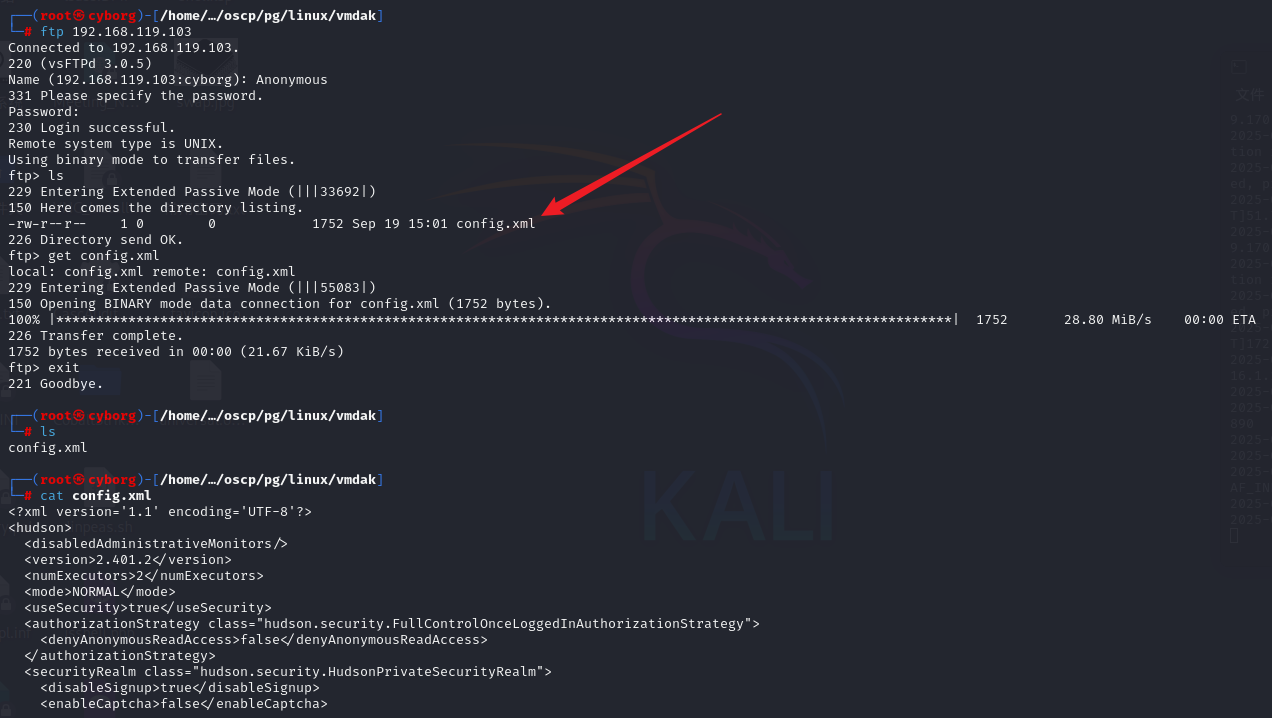 ┌──(root㉿cyborg)-[/home/…/oscp/pg/linux/vmdak]
└─# ftp 192.168.119.103
Connected to 192.168.119.103.
220 (vsFTPd 3.0.5)
Name (192.168.119.103:cyborg): Anonymous
331 Please specify the password.
Password:
230 Login successful.
Remote system type is UNIX.
Using binary mode to transfer files.
ftp> ls
229 Entering Extended Passive Mode (|||33692|)
150 Here comes the directory listing.
-rw-r--r--    1 0        0            1752 Sep 19 15:01 config.xml
226 Directory send OK.
ftp> get config.xml
local: config.xml remote: config.xml
229 Entering Extended Passive Mode (|||55083|)
150 Opening BINARY mode data connection for config.xml (1752 bytes).
100% |****************************************************************************************************************|  1752       28.80 MiB/s    00:00 ETA
226 Transfer complete.
1752 bytes received in 00:00 (21.67 KiB/s)
ftp> exit
221 Goodbye.
┌──(root㉿cyborg)-[/home/…/oscp/pg/linux/vmdak]
└─# ls
config.xml
┌──(root㉿cyborg)-[/home/…/oscp/pg/linux/vmdak]
└─# cat config.xml
<?xml version='1.1' encoding='UTF-8'?>
<hudson>
  <disabledAdministrativeMonitors/>
  <version>2.401.2</version>
  <numExecutors>2</numExecutors>
  <mode>NORMAL</mode>
  <useSecurity>true</useSecurity>
  <authorizationStrategy class="hudson.security.FullControlOnceLoggedInAuthorizationStrategy">
    <denyAnonymousReadAccess>false</denyAnonymousReadAccess>
  </authorizationStrategy>
  <securityRealm class="hudson.security.HudsonPrivateSecurityRealm">
    <disableSignup>true</disableSignup>
    <enableCaptcha>false</enableCaptcha>
KALI
文件